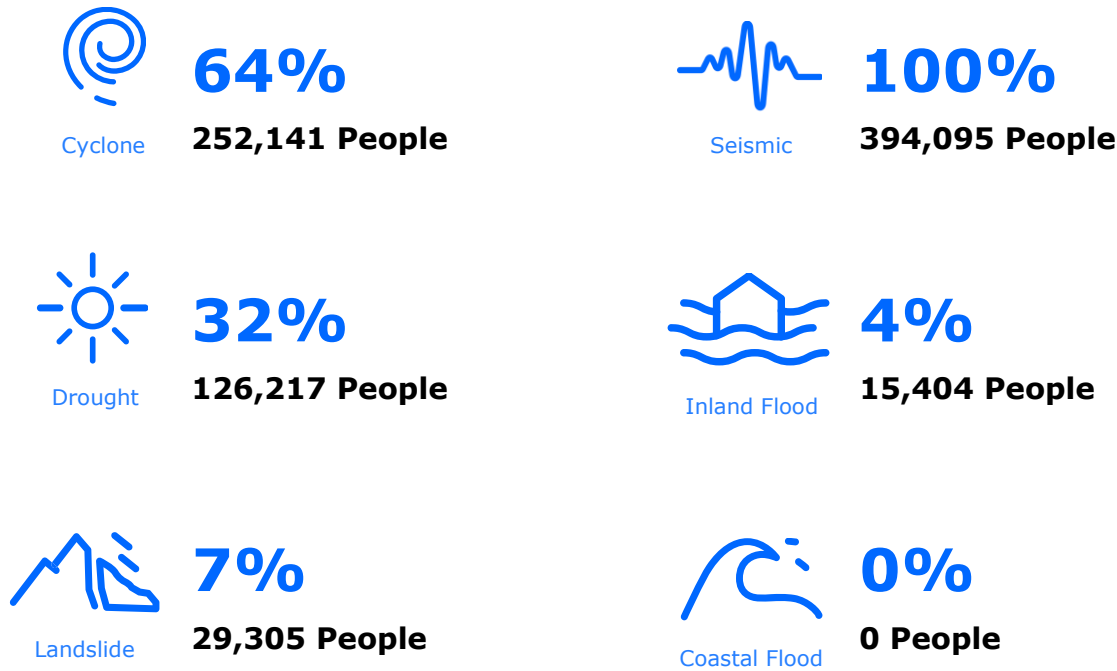 64%
252,141 People
Cyclone
100%
394,095 People
Seismic
32%
126,217 People
Drought
4%
15,404 People
Inland Flood
7%
29,305 People
Landslide
0%
0 People
Coastal Flood